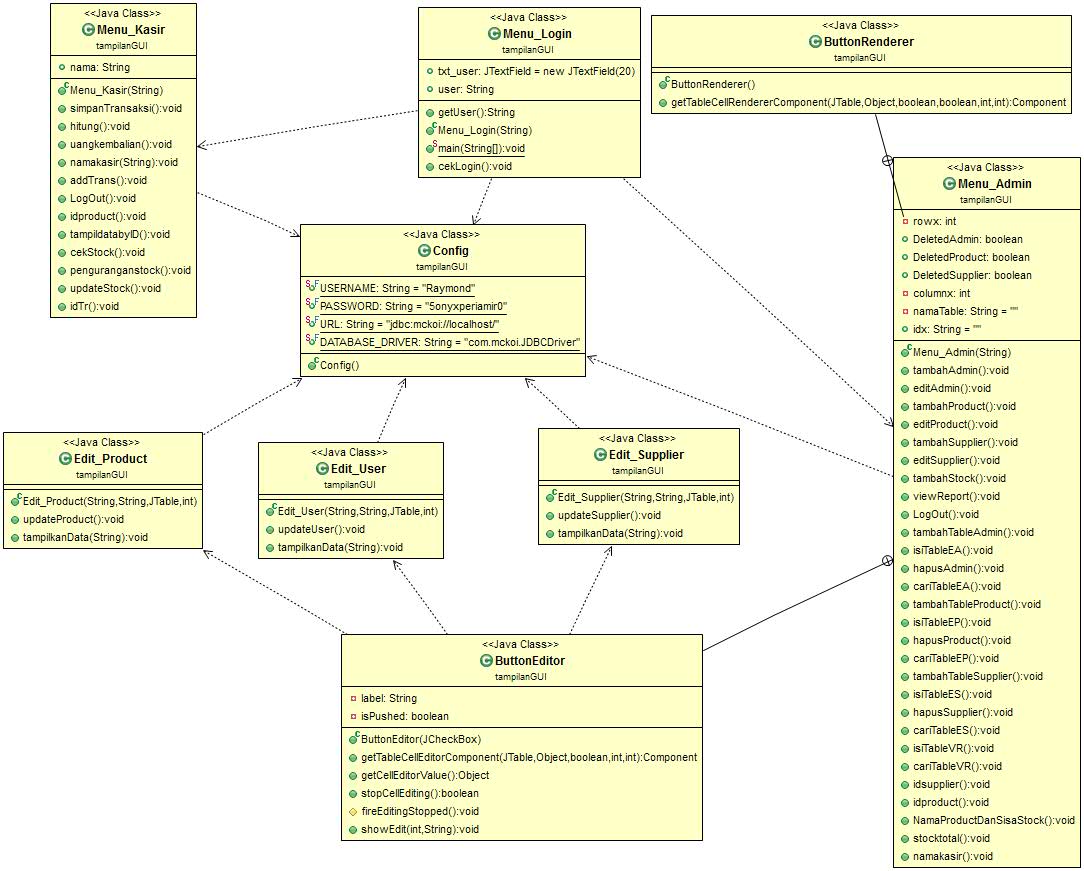 <<Java Class>>
Menu_Kasir
tampilanGUI
nama: String
Menu_Kasir(String)
simpanTransaksi():void
hitung():void
uangkembalian():void
namakasir(String):void
addTrans():void
LogOut():void
idproduct():void
tampildatabyID():void
cekStock():void
penguranganstock():void
updateStock():void
idTr():void
<<Java Class>>
Menu_Login
tampilanGUI
txt_user: JTextField = new JTextField(20)
user: String
getUser():String
Menu_Login(String)
main(String[]):void
cekLogin():void
<<Java Class>>
ButtonRenderer
tampilanGUI
ButtonRenderer()
getTableCellRendererComponent(JTable,Object,boolean,boolean,int,int):Component
<<Java Class>>
Menu_Admin
tampilanGUI
rowx: int
DeletedAdmin: boolean
DeletedProduct: boolean
DeletedSupplier: boolean
columnx: int
namaTable: String = ""
idx: String = ""
Menu_Admin(String)
tambahAdmin():void
editAdmin():void
tambahProduct():void
editProduct():void
tambahSupplier():void
editSupplier():void
tambahStock():void
viewReport():void
LogOut():void
tambahTableAdmin():void
isiTableEA():void
hapusAdmin():void
cariTableEA():void
tambahTableProduct():void
isiTableEP():void
hapusProduct():void
cariTableEP():void
tambahTableSupplier():void
isiTableES():void
hapusSupplier():void
cariTableES():void
isiTableVR():void
cariTableVR():void
idsupplier():void
idproduct():void
NamaProductDanSisaStock():void
stocktotal():void
namakasir():void
<<Java Class>>
Config
tampilanGUI
USERNAME: String = "Raymond"
PASSWORD: String = "5onyxperiamir0"
URL: String = "jdbc:mckoi://localhost/"
DATABASE_DRIVER: String = "com.mckoi.JDBCDriver"
Config()
<<Java Class>>
Edit_Product
tampilanGUI
Edit_Product(String,String,JTable,int)
updateProduct():void
tampilkanData(String):void
<<Java Class>>
Edit_User
tampilanGUI
Edit_User(String,String,JTable,int)
updateUser():void
tampilkanData(String):void
<<Java Class>>
Edit_Supplier
tampilanGUI
Edit_Supplier(String,String,JTable,int)
updateSupplier():void
tampilkanData(String):void
<<Java Class>>
ButtonEditor
tampilanGUI
label: String
isPushed: boolean
ButtonEditor(JCheckBox)
getTableCellEditorComponent(JTable,Object,boolean,int,int):Component
getCellEditorValue():Object
stopCellEditing():boolean
fireEditingStopped():void
showEdit(int,String):void